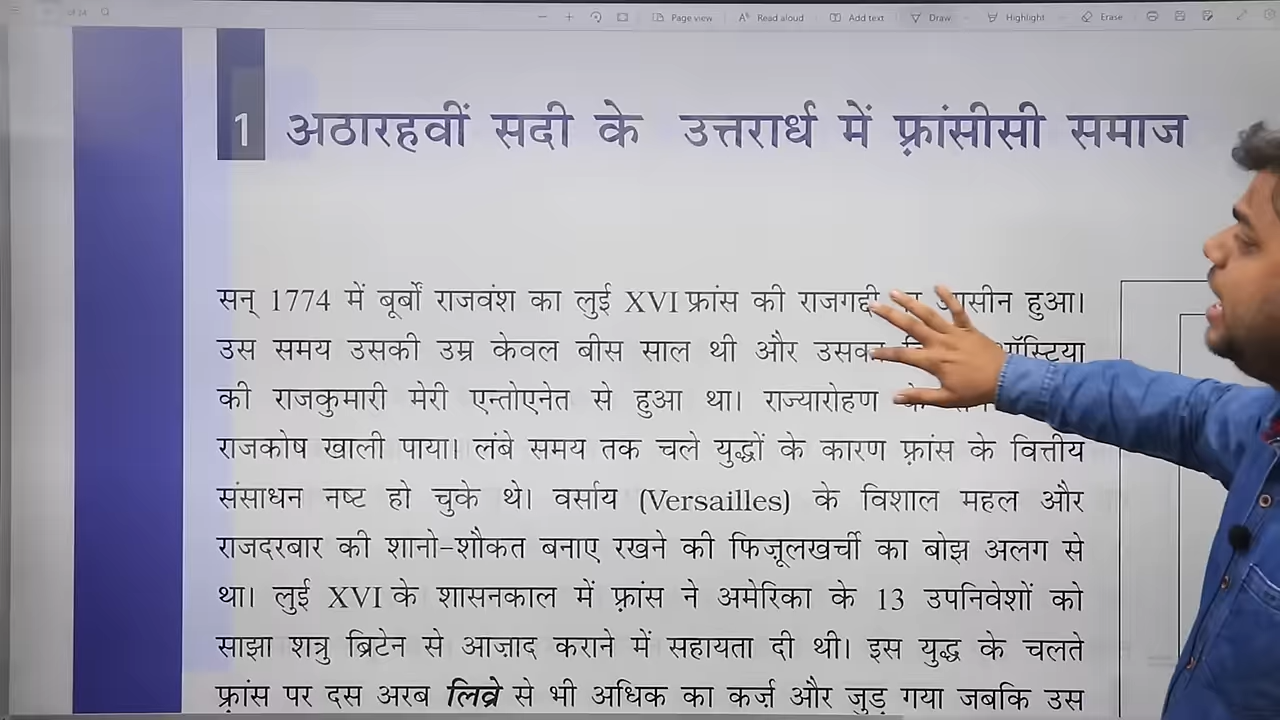 of 14
Page view
Read aloud
Add text
Draw
Highlight
Erase
1 अठारहवीं सदी के उत्तरार्ध में फ़्रांसीसी समाज
सन् 1774 में बूर्बों राजवंश का लुई XVI फ्रांस की राजगद्दी आसीन हुआ।
उस समय उसकी उम्र केवल बीस साल थी और उसका ऑस्ट्रिया
की राजकुमारी मेरी एन्तोएनेत से हुआ था। राज्यारोहण के
राजकोष खाली पाया। लंबे समय तक चले युद्धों के कारण फ़्रांस के वित्तीय
संसाधन नष्ट हो चुके थे। वर्साय (Versailles) के विशाल महल और
राजदरबार की शानो-शौकत बनाए रखने की फिज़ूलखर्ची का बोझ अलग से
था। लुई XVI के शासनकाल में फ़्रांस ने अमेरिका के 13 उपनिवेशों को
साझा शत्रु ब्रिटेन से आज़ाद कराने में सहायता दी थी। इस युद्ध के चलते
फ़्रांस पर दस अरब लिव्रे से भी अधिक का कर्ज़ और जुड़ गया जबकि उस